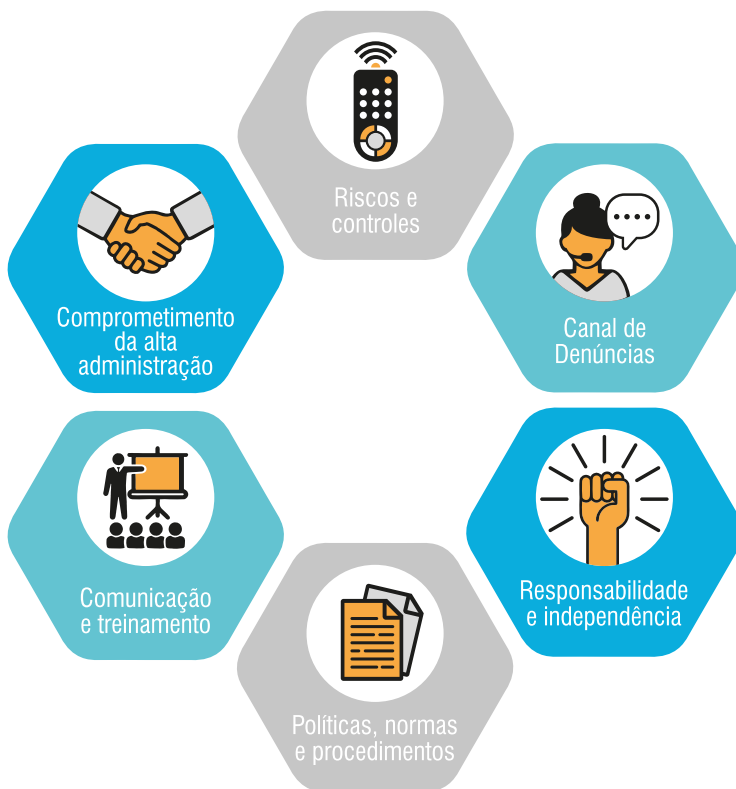 Riscos e
controles
Canal de
Denúncias
Comprometimento
da alta
administração
Comunicação
e treinamento
Responsabilidade
e independência
Políticas, normas
e procedimentos